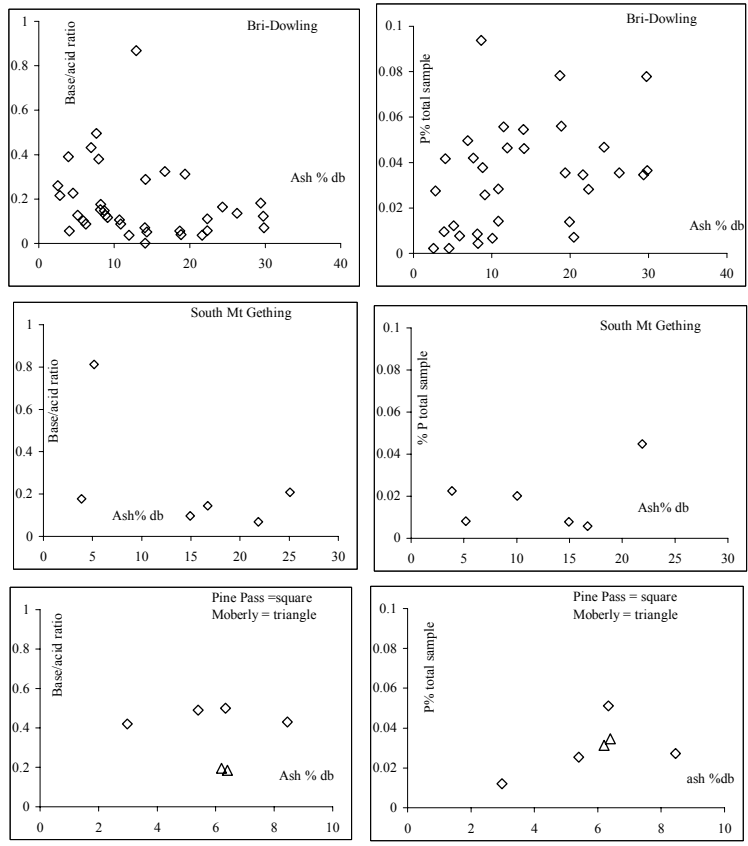 Bri-Dowling
Base/acid ratio
1
0.8
0.6
0.4
0.2
0
Ash % db
0 10 20 30 40
Bri-Dowling
P% total sample
0.1
0.08
0.06
0.04
0.02
0
Ash % db
0 10 20 30 40
South Mt Gething
Base/acid ratio
1
0.8
0.6
0.4
0.2
0
Ash% db
0 5 10 15 20 25 30
South Mt Gething
% P total sample
0.1
0.08
0.06
0.04
0.02
0
Ash% db
0 5 10 15 20 25 30
Pine Pass =square
Moberly = triangle
Base/acid ratio
1
0.8
0.6
0.4
0.2
0
Ash % db
0 2 4 6 8 10
Pine Pass = square
Moberly = triangle
P% total sample
0.1
0.08
0.06
0.04
0.02
0
ash %db
0 2 4 6 8 10